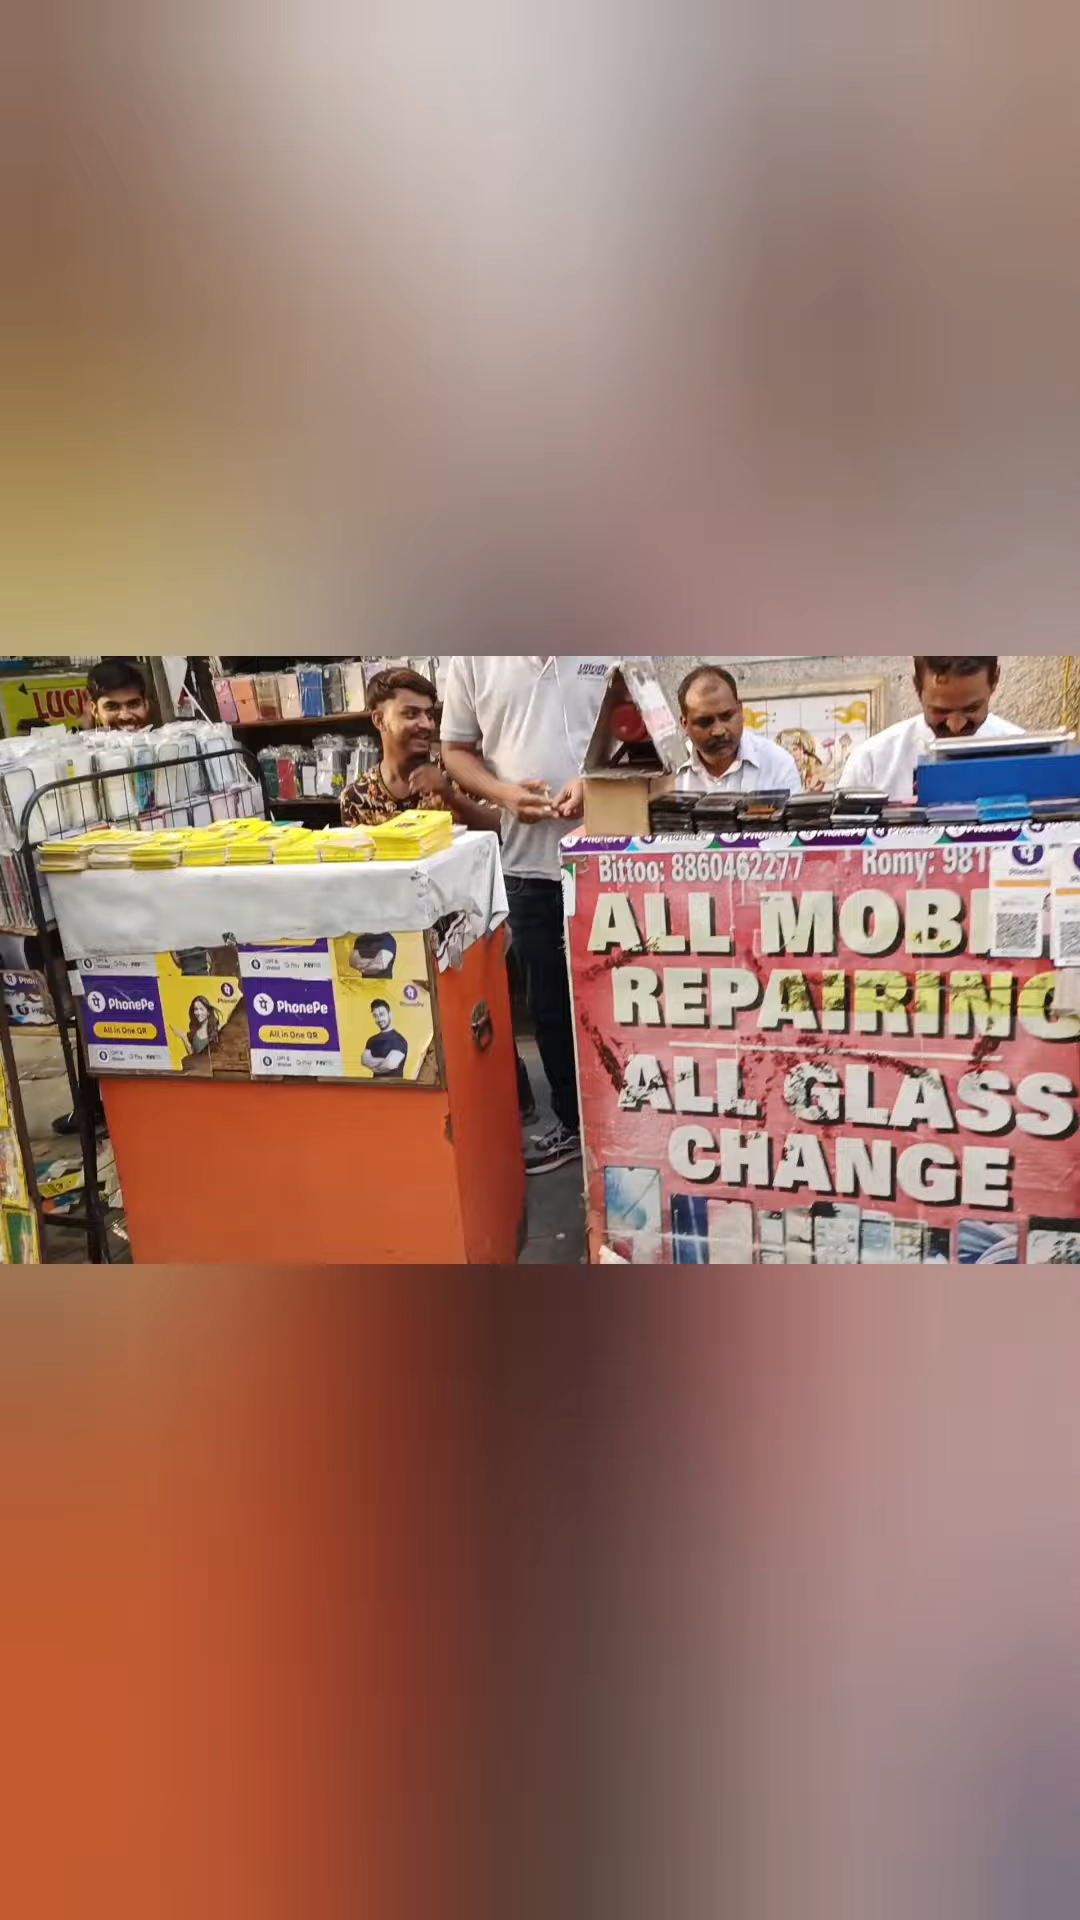 LUC
PhonePe
Bittoo: 8860462277
Romy: 981
ALL MOBI
REPAIRING
ALL GLASS
CHANGE
PhonePe
All in One QR
PhonePe
All in One QR